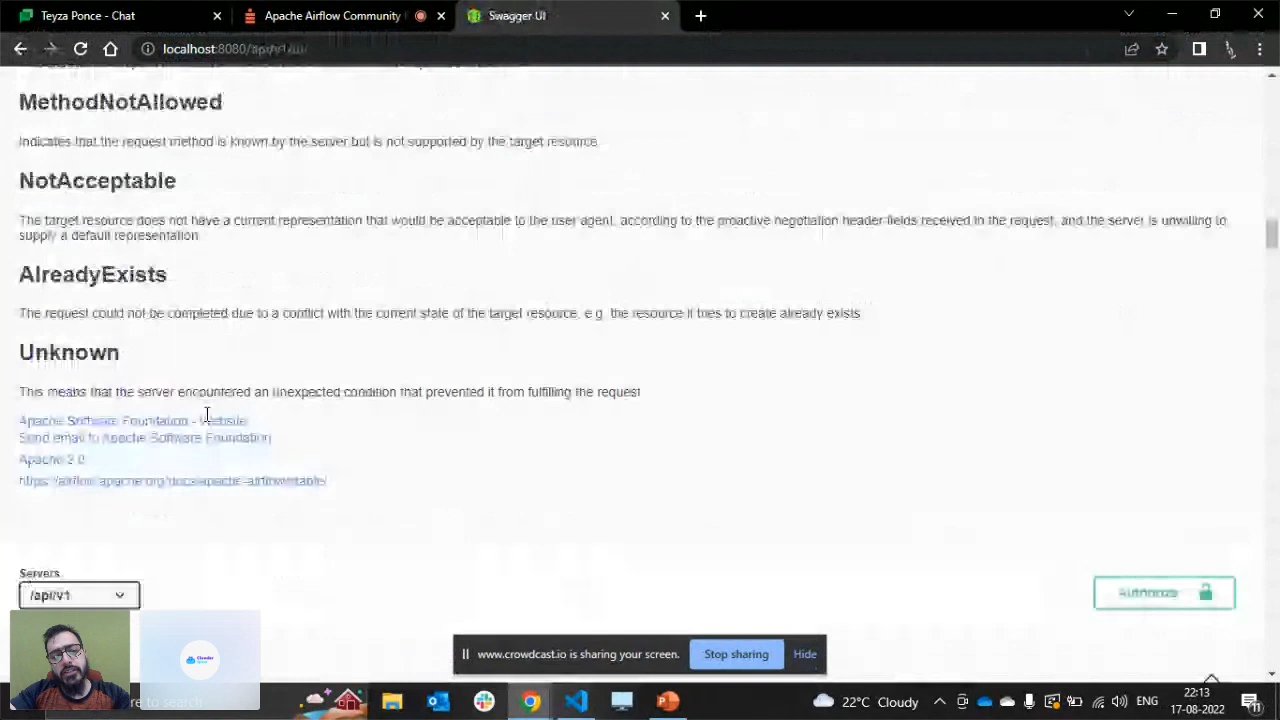 Teyza Ponce - Chat
Apache Airflow Community
Swagger UI
localhost:8080/api/v1/ui/
MethodNotAllowed
Indicates that the request method is known by the server but is not supported by the target resource.
NotAcceptable
The target resource does not have a current representation that would be acceptable to the user agent, according to the proactive negotiation header fields received in the request, and the server is unwilling to
supply a default representation.
AlreadyExists
The request could not be completed due to a conflict with the current state of the target resource, e.g. the resource it tries to create already exists
Unknown
This means that the server encountered an unexpected condition that prevented it from fulfilling the request
Apache Software Foundation - Website
Send email to Apache Software Foundation
Apache 2.0
https://airflow.apache.org/docs/apache-airflow/stable/
Servers
/api/v1
Authorize
www.crowdcast.io is sharing your screen.
Stop sharing
Hide
re to search
22°C Cloudy
ENG
22:13
17-08-2022
11